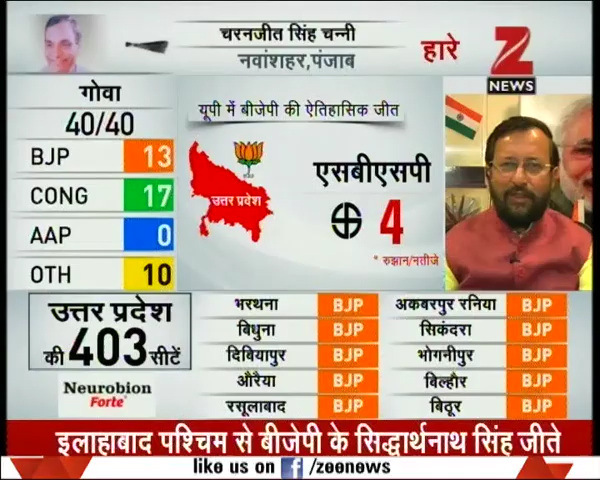 चरनजीत सिंह चन्नी
नवांशहर,पंजाब
हारे
Z
NEWS
गोवा
40/40
BJP 13
CONG 17
AAP 0
OTH 10
यूपी में बीजेपी की ऐतिहासिक जीत
उत्तर प्रदेश
एसबीएसपी
4
* रुझान/नतीजे
उत्तर प्रदेश
की 403 सीटें
भरथना BJP अकबरपुर रनिया BJP
बिधुना BJP सिकंदरा BJP
दिबियापुर BJP भोगनीपुर BJP
औरैया BJP बिल्हौर BJP
रसूलाबाद BJP बिठूर BJP
Neurobion
Forte
इलाहाबाद पश्चिम से बीजेपी के सिद्धार्थनाथ सिंह जीते
like us on f /zeenews